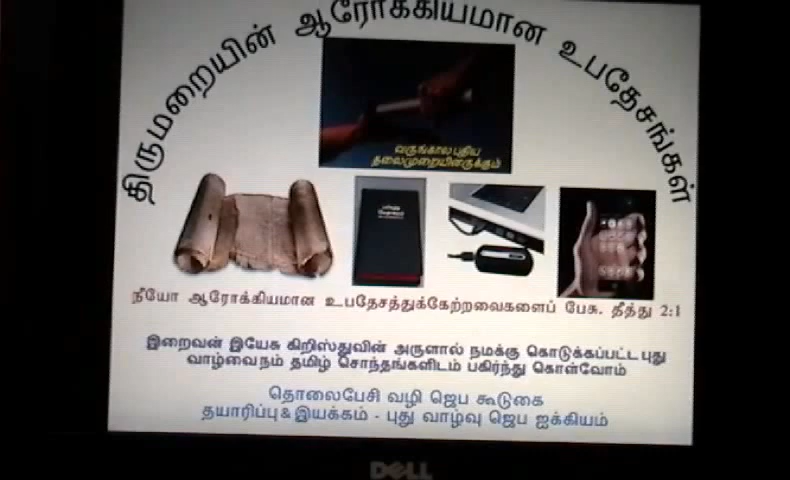 திருமறையின் ஆரோக்கியமான உபதேசங்கள்
வருங்கால புதிய
தலைமுறையினருக்கும்
நீயோ ஆரோக்கியமான உபதேசத்துக்கேற்றவைகளைப் பேசு. தீத்து 2:1
இறைவன் இயேசு கிறிஸ்துவின் அருளால் நமக்கு கொடுக்கப்பட்ட புது
வாழ்வை நம் தமிழ் சொந்தங்களிடம் பகிர்ந்து கொள்வோம்
தொலைபேசி வழி ஜெப கூடுகை
தயாரிப்பு & இயக்கம் - புது வாழ்வு ஜெப ஐக்கியம்
DELL